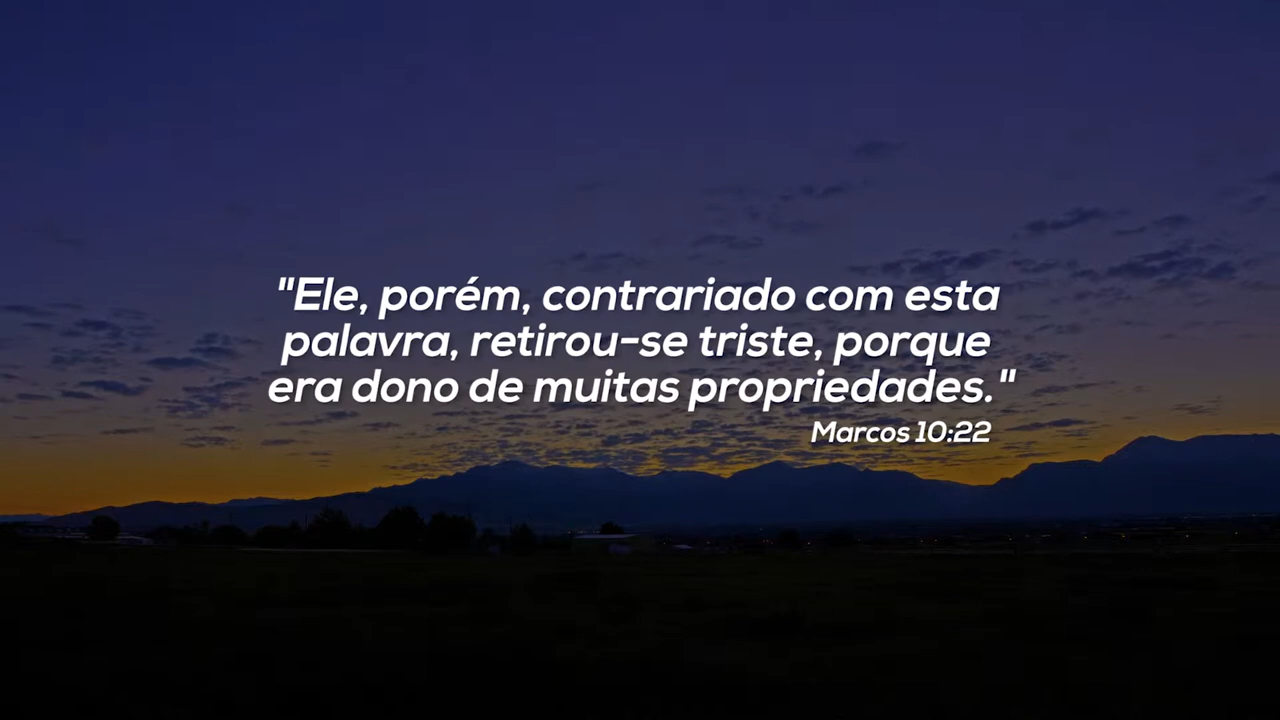 "Ele, porém, contrariado com esta
palavra, retirou-se triste, porque
era dono de muitas propriedades."
Marcos 10:22